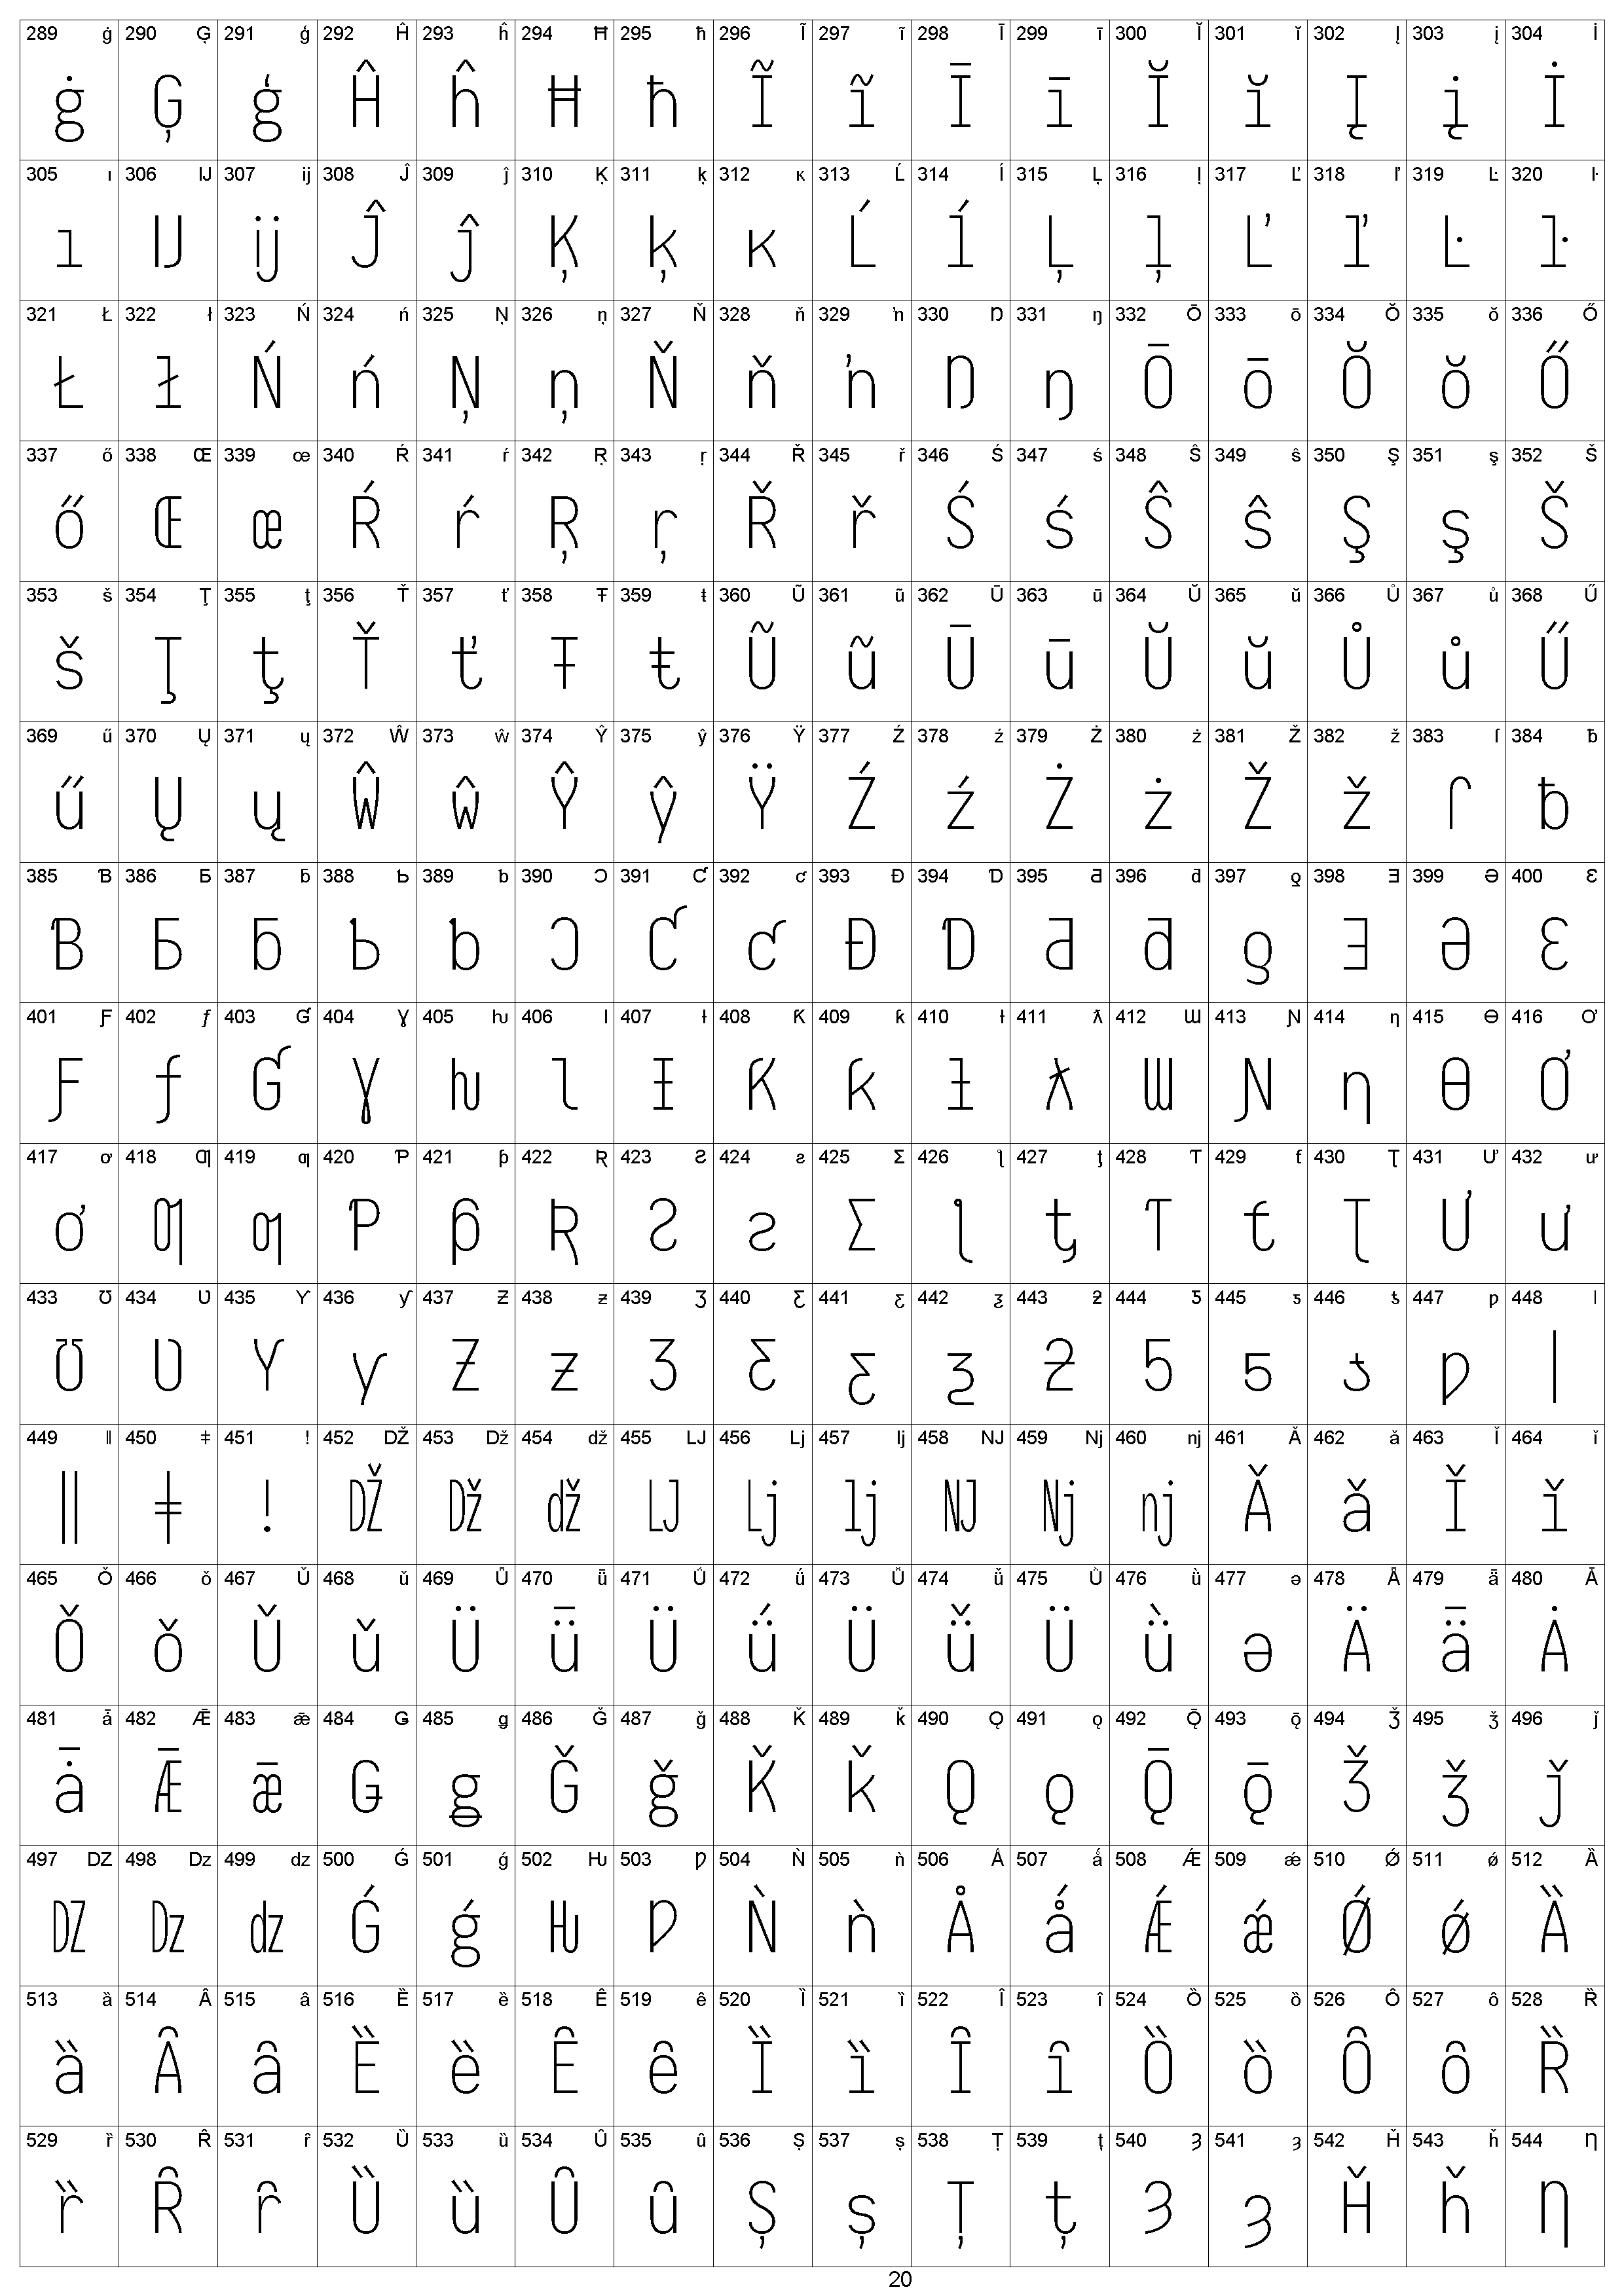 289 ġ 290 Ģ 291 ģ 292 Ĥ 293 ĥ 294 Ħ 295 ħ 296 Ĩ 297 ĩ 298 Ī 299 ī 300 Ĭ 301 ĭ 302 Į 303 į 304 İ
ġ Ģ ģ Ĥ ĥ Ħ ħ Ĩ ĩ Ī ī Ĭ ĭ Į į İ
305 ı 306 Ĳ 307 ĳ 308 Ĵ 309 ĵ 310 Ķ 311 ķ 312 ĸ 313 Ĺ 314 ĺ 315 Ļ 316 ļ 317 Ľ 318 ľ 319 Ŀ 320 ŀ
ı Ĳ ĳ Ĵ ĵ Ķ ķ ĸ Ĺ ĺ Ļ ļ Ľ ľ Ŀ ŀ
321 Ł 322 ł 323 Ń 324 ń 325 Ņ 326 ņ 327 Ň 328 ň 329 ŉ 330 Ŋ 331 ŋ 332 Ō 333 ō 334 Ŏ 335 ŏ 336 Ő
Ł ł Ń ń Ņ ņ Ň ň ŉ Ŋ ŋ Ō ō Ŏ ŏ Ő
337 ő 338 Œ 339 œ 340 Ŕ 341 ŕ 342 Ŗ 343 ŗ 344 Ř 345 ř 346 Ś 347 ś 348 Ŝ 349 ŝ 350 Ş 351 ş 352 Š
ő Œ œ Ŕ ŕ Ŗ ŗ Ř ř Ś ś Ŝ ŝ Ş ş Š
353 š 354 Ţ 355 ţ 356 Ť 357 ť 358 Ŧ 359 ŧ 360 Ũ 361 ũ 362 Ū 363 ū 364 Ŭ 365 ŭ 366 Ů 367 ů 368 Ű
š Ţ ţ Ť ť Ŧ ŧ Ũ ũ Ū ū Ŭ ŭ Ů ů Ű
369 ű 370 Ų 371 ų 372 Ŵ 373 ŵ 374 Ŷ 375 ŷ 376 Ÿ 377 Ź 378 ź 379 Ż 380 ż 381 Ž 382 ž 383 ſ 384 ƀ
ű Ų ų Ŵ ŵ Ŷ ŷ Ÿ Ź ź Ż ż Ž ž ſ ƀ
385 Ɓ 386 Ƃ 387 ƃ 388 Ƅ 389 ƅ 390 Ɔ 391 Ƈ 392 ƈ 393 Ɖ 394 Ɗ 395 Ƌ 396 ƌ 397 ƍ 398 Ǝ 399 Ə 400 Ɛ
Ɓ Ƃ ƃ Ƅ ƅ Ɔ Ƈ ƈ Ɖ Ɗ Ƌ ƌ ƍ Ǝ Ə Ɛ
401 Ƒ 402 ƒ 403 Ɠ 404 Ɣ 405 ƕ 406 Ɩ 407 Ɨ 408 Ƙ 409 ƙ 410 ƚ 411 ƛ 412 Ɯ 413 Ɲ 414 ƞ 415 Ɵ 416 Ơ
Ƒ ƒ Ɠ Ɣ ƕ Ɩ Ɨ Ƙ ƙ ƚ ƛ Ɯ Ɲ ƞ Ɵ Ơ
417 ơ 418 Ƣ 419 ƣ 420 Ƥ 421 ƥ 422 Ʀ 423 Ƨ 424 ƨ 425 Ʃ 426 ƪ 427 ƫ 428 Ƭ 429 ƭ 430 Ʈ 431 Ư 432 ư
ơ Ƣ ƣ Ƥ ƥ Ʀ Ƨ ƨ Ʃ ƪ ƫ Ƭ ƭ Ʈ Ư ư
433 Ʊ 434 Ʋ 435 Ƴ 436 ƴ 437 Ƶ 438 ƶ 439 Ʒ 440 Ƹ 441 ƹ 442 ƺ 443 ƻ 444 Ƽ 445 ƽ 446 ƾ 447 ƿ 448 ǀ
Ʊ Ʋ Ƴ ƴ Ƶ ƶ Ʒ Ƹ ƹ ƺ ƻ Ƽ ƽ ƾ ƿ ǀ
449 ǁ 450 ǂ 451 ǃ 452 Ǆ 453 ǅ 454 ǆ 455 Ǉ 456 ǈ 457 ǉ 458 Ǌ 459 ǋ 460 ǌ 461 Ǎ 462 ǎ 463 Ǐ 464 ǐ
ǁ ǂ ǃ Ǆ ǅ ǆ Ǉ ǈ ǉ Ǌ ǋ ǌ Ǎ ǎ Ǐ ǐ
465 Ǒ 466 ǒ 467 Ǔ 468 ǔ 469 Ǖ 470 ǖ 471 Ǘ 472 ǘ 473 Ǚ 474 ǚ 475 Ǜ 476 ǜ 477 ǝ 478 Ǟ 479 ǟ 480 Ǡ
Ǒ ǒ Ǔ ǔ Ü ǖ Ü ǘ Ü ǚ Ü ǜ ǝ Ä ǟ Ȧ
481 ǡ 482 Ǣ 483 ǣ 484 Ǥ 485 ǥ 486 Ǧ 487 ǧ 488 Ǩ 489 ǩ 490 Ǫ 491 ǫ 492 Ǭ 493 ǭ 494 Ǯ 495 ǯ 496 ǰ
ǡ Ǣ ǣ Ǥ ǥ Ǧ ǧ Ǩ ǩ Ǫ ǫ Ǭ ǭ Ǯ ǯ ǰ
497 Ǳ 498 ǲ 499 ǳ 500 Ǵ 501 ǵ 502 Ƕ 503 Ƿ 504 Ǹ 505 ǹ 506 Ǻ 507 ǻ 508 Ǽ 509 ǽ 510 Ǿ 511 ǿ 512 Ȁ
Ǳ ǲ ǳ Ǵ ǵ Ƕ Ƿ Ǹ ǹ Å ǻ Ǽ ǽ Ǿ ǿ Ȁ
513 ȁ 514 Ȃ 515 ȃ 516 Ȅ 517 ȅ 518 Ȇ 519 ȇ 520 Ȉ 521 ȉ 522 Ȋ 523 ȋ 524 Ȍ 525 ȍ 526 Ȏ 527 ȏ 528 Ȑ
ȁ Ȃ ȃ Ȅ ȅ Ȇ ȇ Ȉ ȉ Ȋ ȋ Ȍ ȍ Ȏ ȏ Ȑ
529 ȑ 530 Ȓ 531 ȓ 532 Ȕ 533 ȕ 534 Ȗ 535 ȗ 536 Ș 537 ș 538 Ț 539 ț 540 Ȝ 541 ȝ 542 Ȟ 543 ȟ 544 Ƞ
ȑ Ȓ ȓ Ȕ ȕ Ȗ ȗ Ș ș Ț ț Ȝ ȝ Ȟ ȟ Ƞ
20